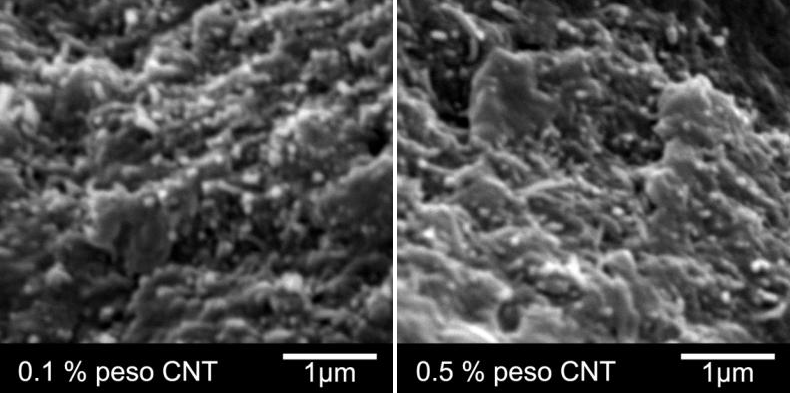 0.1 % peso CNT
1μm
0.5 % peso CNT
1μm